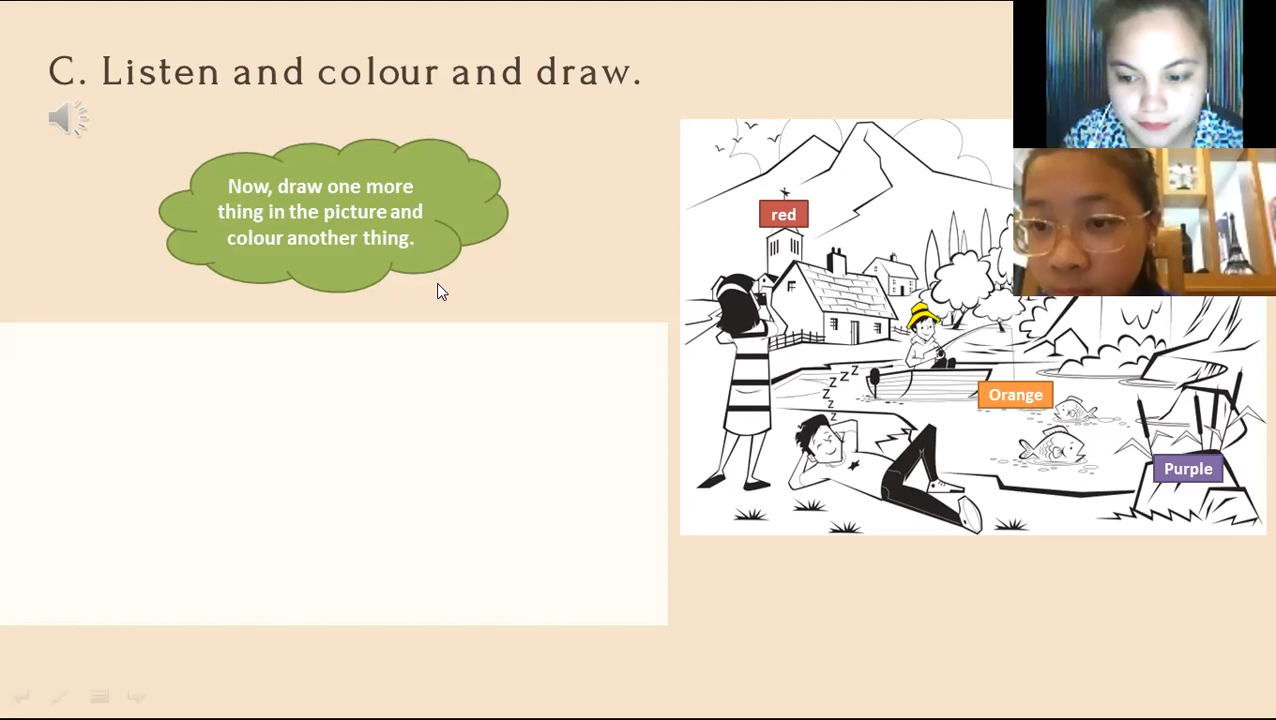 C. Listen and colour and draw.
Now, draw one more
thing in the picture and
colour another thing.
red
Orange
Purple
z z z
z
z
z